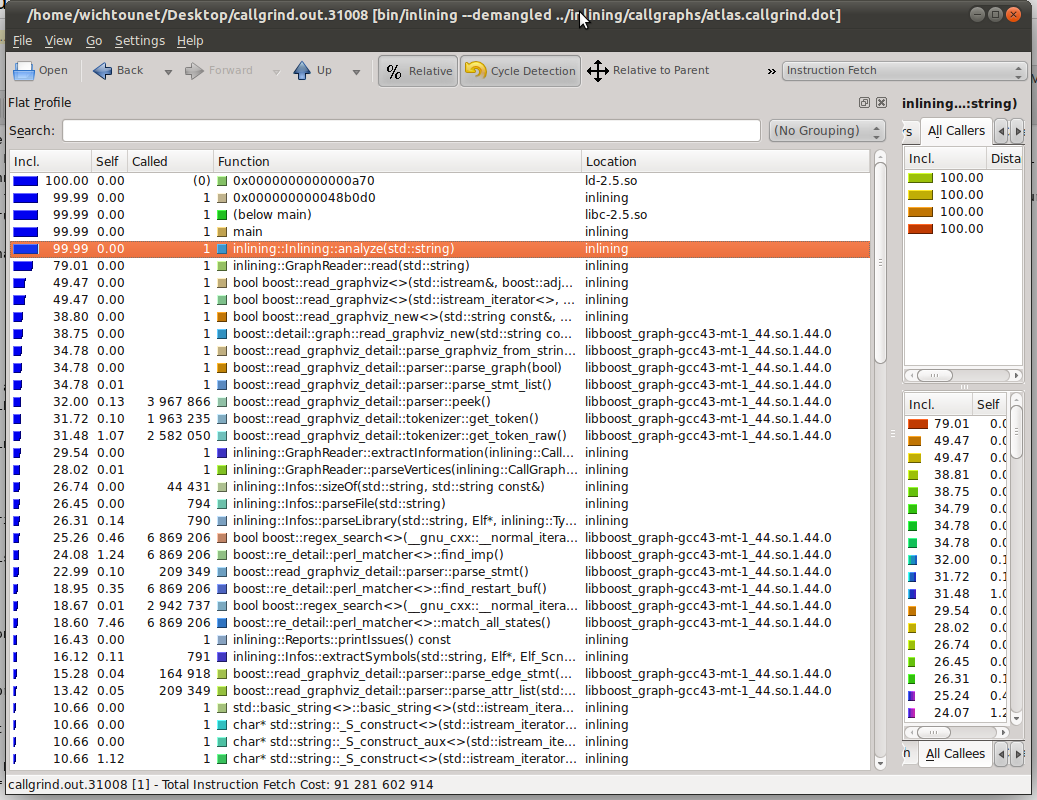 /home/wichtounet/Desktop/callgrind.out.31008 [bin/inlining --demangled ../inlining/callgraphs/atlas.callgrind.dot]
File View Go Settings Help
Open Back Forward Up % Relative Cycle Detection Relative to Parent » Instruction Fetch
Flat Profile
Search: (No Grouping)
Incl. Self Called Function Location
100.00 0.00 (0) 0x0000000000000a70 ld-2.5.so
99.99 0.00 1 0x000000000048b0d0 inlining
99.99 0.00 1 (below main) libc-2.5.so
99.99 0.00 1 main inlining
99.99 0.00 1 inlining::Inlining::analyze(std::string) inlining
79.01 0.00 1 inlining::GraphReader::read(std::string) inlining
49.47 0.00 1 bool boost::read_graphviz<>(std::istream&, boost::adj... inlining
49.47 0.00 1 bool boost::read_graphviz<>(std::istream_iterator<>, ... inlining
38.80 0.00 1 bool boost::read_graphviz_new<>(std::string const&, ... inlining
38.75 0.00 1 boost::detail::graph::read_graphviz_new(std::string co... libboost_graph-gcc43-mt-1_44.so.1.44.0
34.78 0.00 1 boost::read_graphviz_detail::parse_graphviz_from_strin... libboost_graph-gcc43-mt-1_44.so.1.44.0
34.78 0.00 1 boost::read_graphviz_detail::parser::parse_graph(bool) libboost_graph-gcc43-mt-1_44.so.1.44.0
34.78 0.01 1 boost::read_graphviz_detail::parser::parse_stmt_list() libboost_graph-gcc43-mt-1_44.so.1.44.0
32.00 0.13 3 967 866 boost::read_graphviz_detail::parser::peek() libboost_graph-gcc43-mt-1_44.so.1.44.0
31.72 0.10 1 963 235 boost::read_graphviz_detail::tokenizer::get_token() libboost_graph-gcc43-mt-1_44.so.1.44.0
31.48 1.07 2 582 050 boost::read_graphviz_detail::tokenizer::get_token_raw() libboost_graph-gcc43-mt-1_44.so.1.44.0
29.54 0.00 1 inlining::GraphReader::extractInformation(inlining::Call... inlining
28.02 0.01 1 inlining::GraphReader::parseVertices(inlining::CallGraph... inlining
26.74 0.00 44 431 inlining::Infos::sizeOf(std::string, std::string const&) inlining
26.45 0.00 794 inlining::Infos::parseFile(std::string) inlining
26.31 0.14 790 inlining::Infos::parseLibrary(std::string, Elf*, inlining::Ty... inlining
25.26 0.46 6 869 206 bool boost::regex_search<>(__gnu_cxx::__normal_itera... libboost_graph-gcc43-mt-1_44.so.1.44.0
24.08 1.24 6 869 206 boost::re_detail::perl_matcher<>::find_imp() libboost_graph-gcc43-mt-1_44.so.1.44.0
22.99 0.10 209 349 boost::read_graphviz_detail::parser::parse_stmt() libboost_graph-gcc43-mt-1_44.so.1.44.0
18.95 0.35 6 869 206 boost::re_detail::perl_matcher<>::find_restart_buf() libboost_graph-gcc43-mt-1_44.so.1.44.0
18.67 0.01 2 942 737 bool boost::regex_search<>(__gnu_cxx::__normal_itera... libboost_graph-gcc43-mt-1_44.so.1.44.0
18.60 7.46 6 869 206 boost::re_detail::perl_matcher<>::match_all_states() libboost_graph-gcc43-mt-1_44.so.1.44.0
16.43 0.00 1 inlining::Reports::printIssues() const inlining
16.12 0.11 791 inlining::Infos::extractSymbols(std::string, Elf*, Elf_Scn... inlining
15.28 0.04 164 918 boost::read_graphviz_detail::parser::parse_edge_stmt(... libboost_graph-gcc43-mt-1_44.so.1.44.0
13.42 0.05 209 349 boost::read_graphviz_detail::parser::parse_attr_list(std:... libboost_graph-gcc43-mt-1_44.so.1.44.0
10.66 0.00 1 std::basic_string<>::basic_string<>(std::istream_itera... inlining
10.66 0.00 1 char* std::string::_S_construct<>(std::istream_iterator... inlining
10.66 0.00 1 char* std::string::_S_construct_aux<>(std::istream_ite... inlining
10.66 1.12 1 char* std::string::_S_construct<>(std::istream_iterator... inlining
inlining...:string)
rs All Callers
Incl. Dista
100.00
100.00
100.00
100.00
Incl. Self
79.01 0.0
49.47 0.0
49.47 0.0
38.81 0.0
38.75 0.0
34.79 0.0
34.78 0.0
34.78 0.0
32.00 0.1
31.72 0.1
31.48 1.0
29.54 0.0
28.02 0.0
26.74 0.0
26.45 0.0
26.31 0.1
25.24 0.4
24.07 1.2
n All Callees
callgrind.out.31008 [1] - Total Instruction Fetch Cost: 91 281 602 914